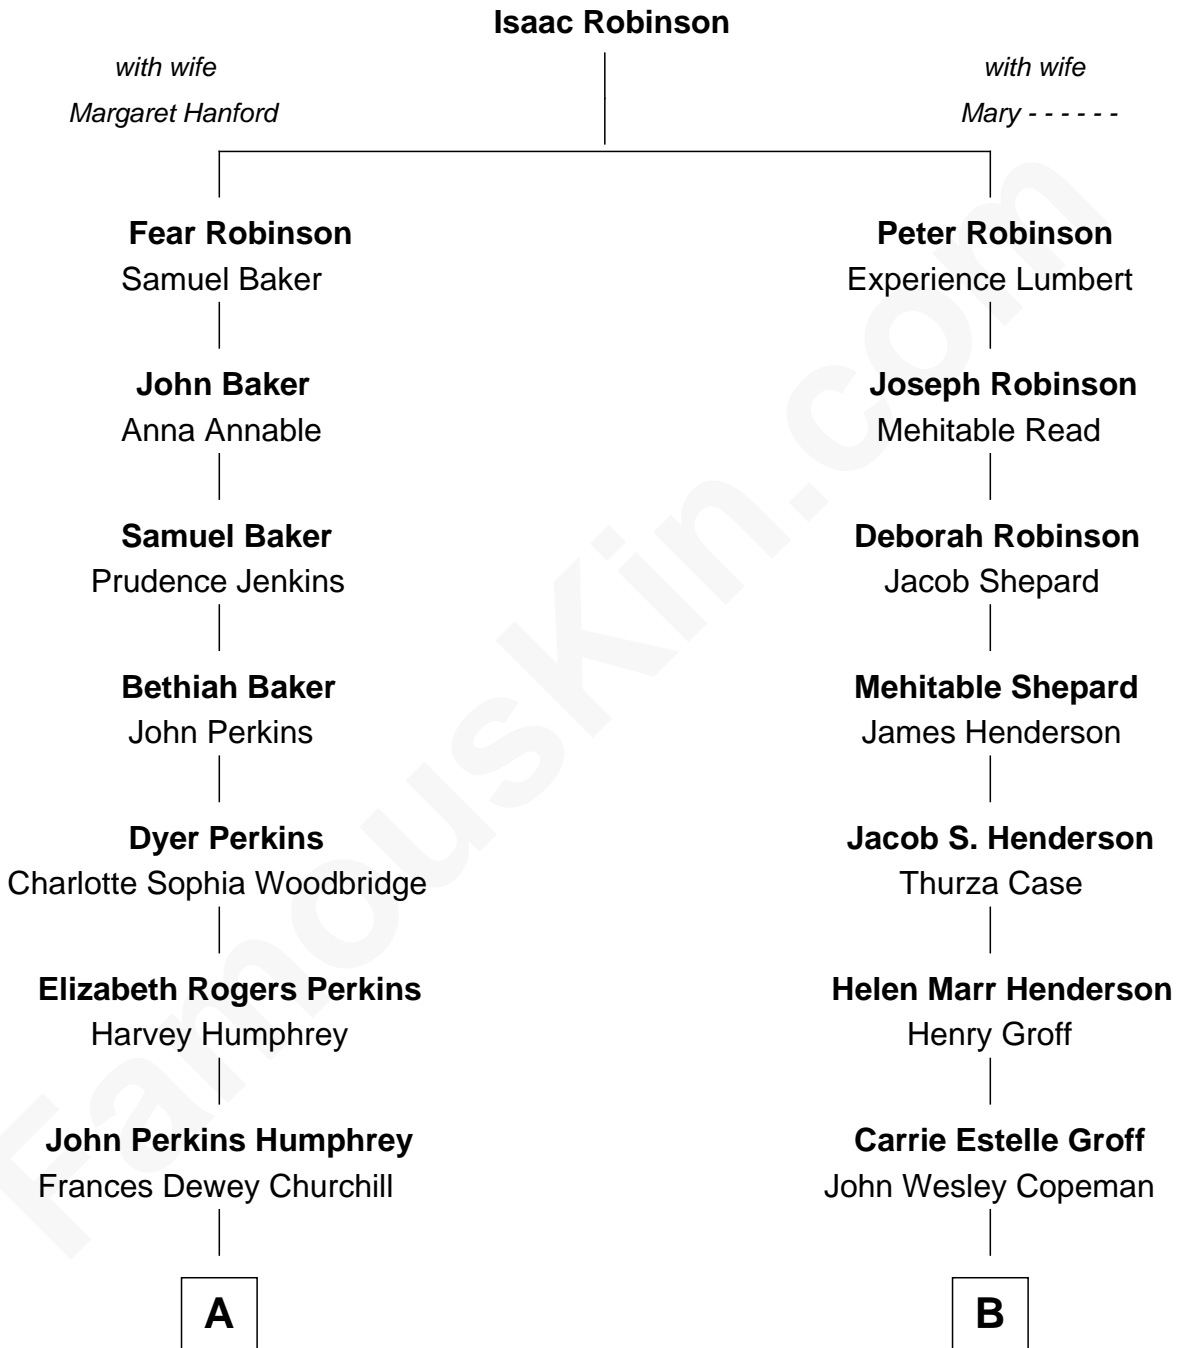 Isaac Robinson
with wife
Margaret Hanford
with wife
Mary - - - - - -
Fear Robinson
Samuel Baker
Peter Robinson
Experience Lumbert
John Baker
Anna Annable
Joseph Robinson
Mehitable Read
Samuel Baker
Prudence Jenkins
Deborah Robinson
Jacob Shepard
Bethiah Baker
John Perkins
Mehitable Shepard
James Henderson
Dyer Perkins
Charlotte Sophia Woodbridge
Jacob S. Henderson
Thurza Case
Elizabeth Rogers Perkins
Harvey Humphrey
Helen Marr Henderson
Henry Groff
John Perkins Humphrey
Frances Dewey Churchill
Carrie Estelle Groff
John Wesley Copeman
A
B
FamousKin.com